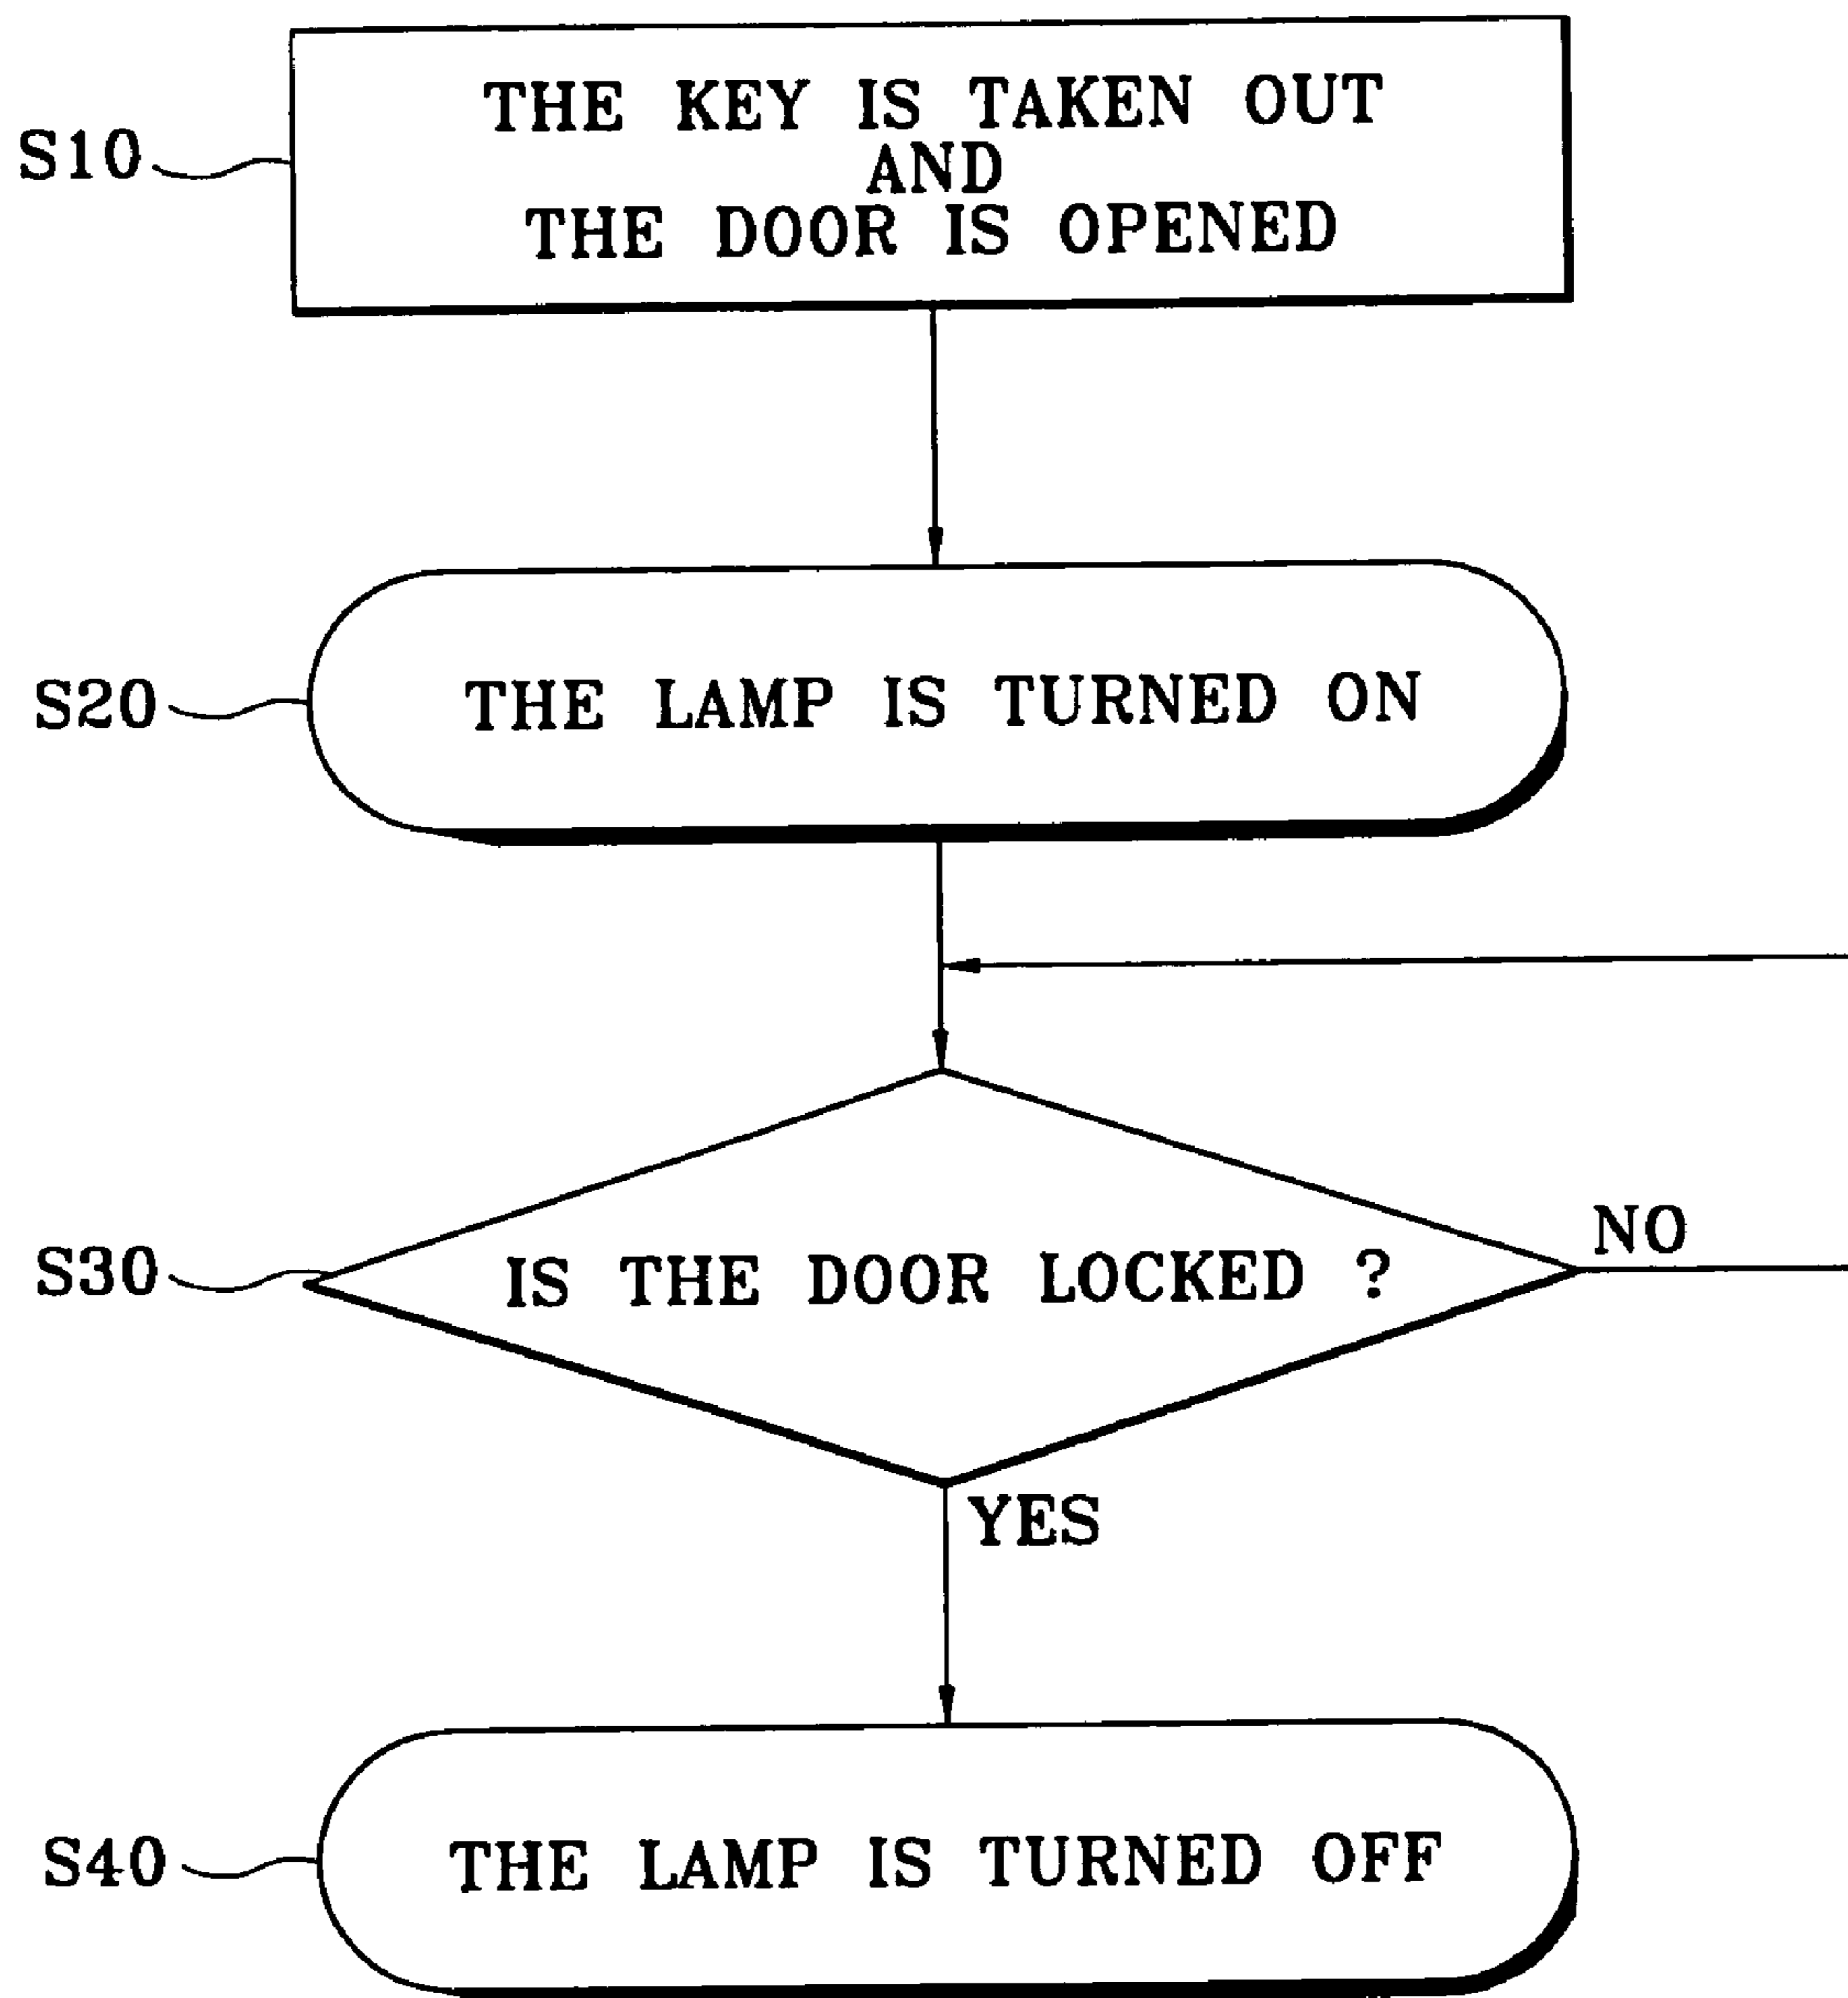 S10
THE KEY IS TAKEN OUT
AND
THE DOOR IS OPENED
S20
THE LAMP IS TURNED ON
S30
IS THE DOOR LOCKED ?
NO
YES
S40
THE LAMP IS TURNED OFF